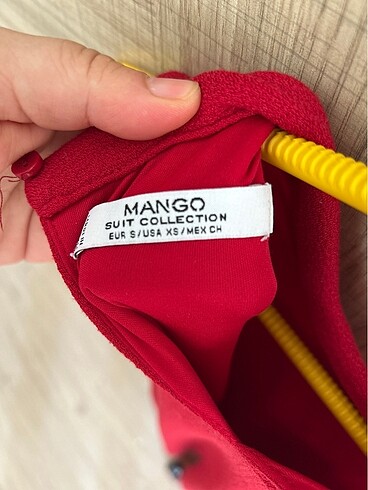 MANGO
SUIT COLLECTION
EUR S/USA XS/MEX CH